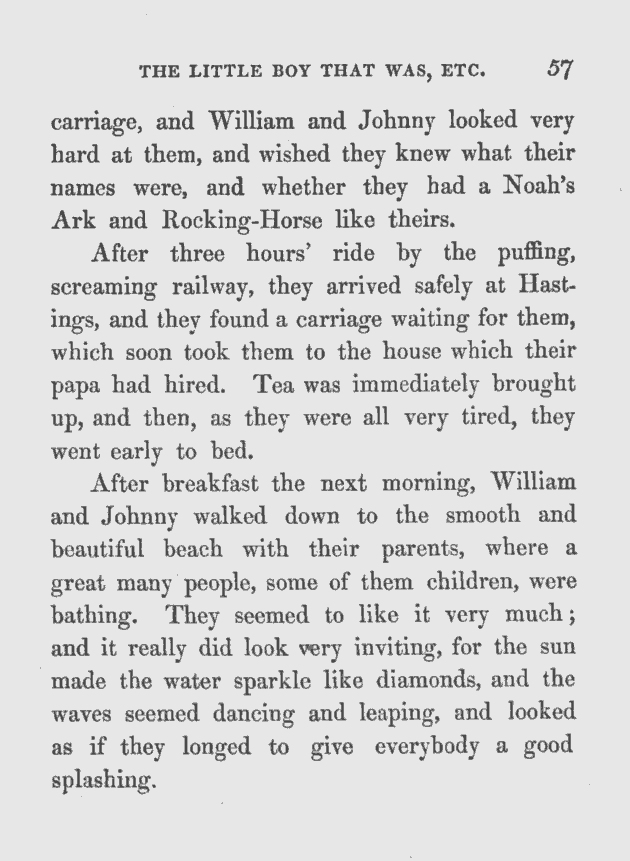 THE LITTLE BOY THAT WAS, ETC. 57
carriage, and William and Johnny looked very
hard at them, and wished they knew what their
names were, and whether they had a Noah's
Ark and Rocking-Horse like theirs.
After three hours' ride by the puffing,
screaming railway, they arrived safely at Hast-
ings, and they found a carriage waiting for them,
which soon took them to the house which their
papa had hired. Tea was immediately brought
up, and then, as they were all very tired, they
went early to bed.
After breakfast the next morning, William
and Johnny walked down to the smooth and
beautiful beach with their parents, where a
great many people, some of them children, were
bathing. They seemed to like it very much;
and it really did look very inviting, for the sun
made the water sparkle like diamonds, and the
waves seemed dancing and leaping, and looked
as if they longed to give everybody a good
splashing.